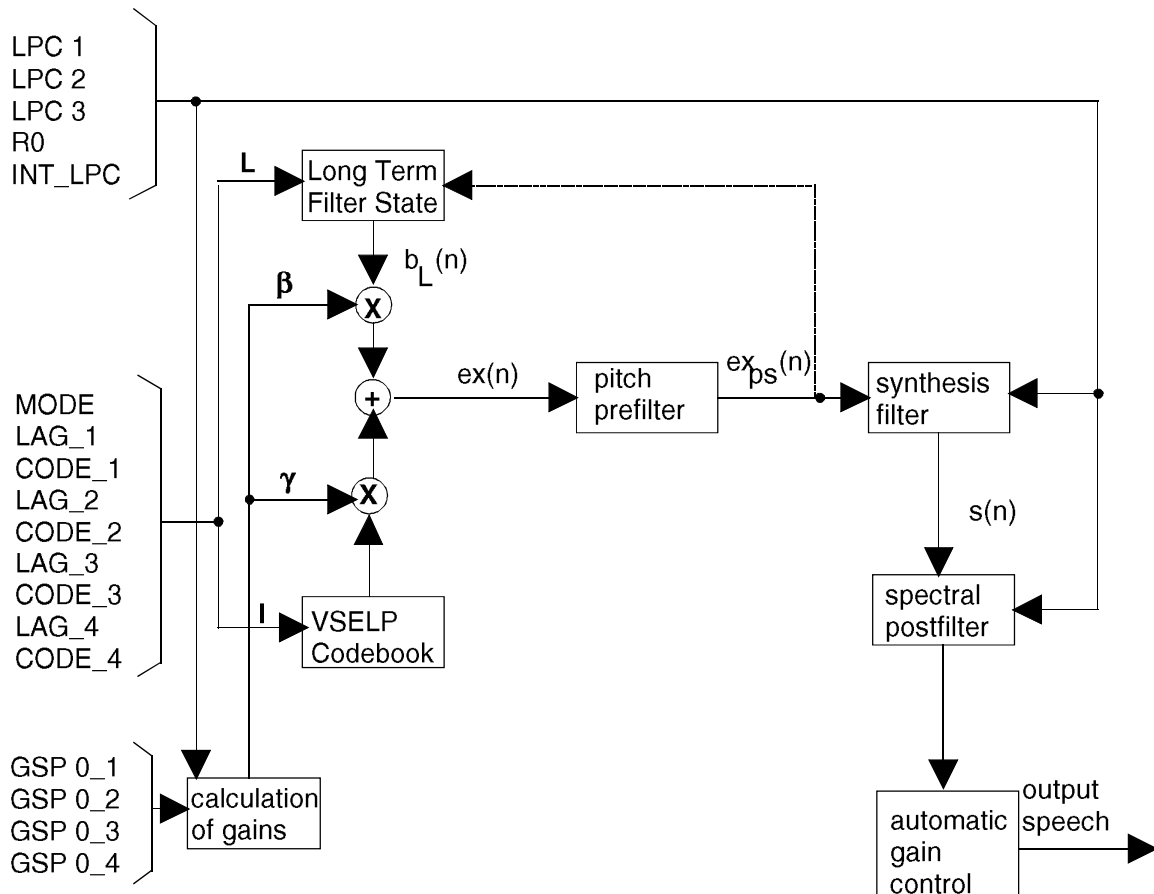 LPC 1
LPC 2
LPC 3
R0
INT_LPC
L
Long Term
Filter State
b L (n)
β
X
+
ex(n)
pitch
prefilter
ex ps (n)
synthesis
filter
MODE
LAG_1
CODE_1
LAG_2
CODE_2
LAG_3
CODE_3
LAG_4
CODE_4
γ
X
s(n)
I
VSELP
Codebook
spectral
postfilter
GSP 0_1
GSP 0_2
GSP 0_3
GSP 0_4
calculation
of gains
automatic
gain
control
output
speech